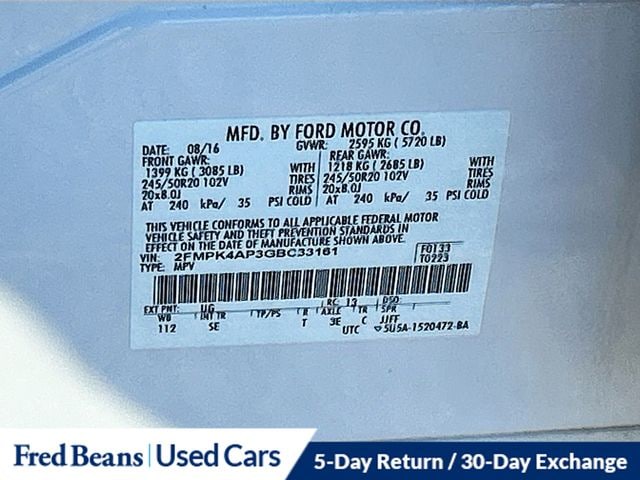 MFD. BY FORD MOTOR CO.
DATE: 08/16 GVWR: 2595 KG ( 5720 LB)
FRONT GAWR: REAR GAWR:
1399 KG ( 3085 LB) WITH 1218 KG ( 2685 LB) WITH
245/50R20 102V TIRES 245/50R20 102V TIRES
20x8.0J RIMS 20x8.0J RIMS
AT 240 kPa/ 35 PSI COLD AT 240 kPa/ 35 PSI COLD
THIS VEHICLE CONFORMS TO ALL APPLICABLE FEDERAL MOTOR
VEHICLE SAFETY AND THEFT PREVENTION STANDARDS IN
EFFECT ON THE DATE OF MANUFACTURE SHOWN ABOVE.
VIN: 2FMPK4AP3GBC33161 F0133
TYPE: MPV T0223
EXT PNT: UG RC: 13 DSO:
WB INT TR TP/PS R AXLE TR SPR
112 SE T 3E C JJFF
UTC 5U5A-1520472-BA
Fred Beans Used Cars 5-Day Return / 30-Day Exchange